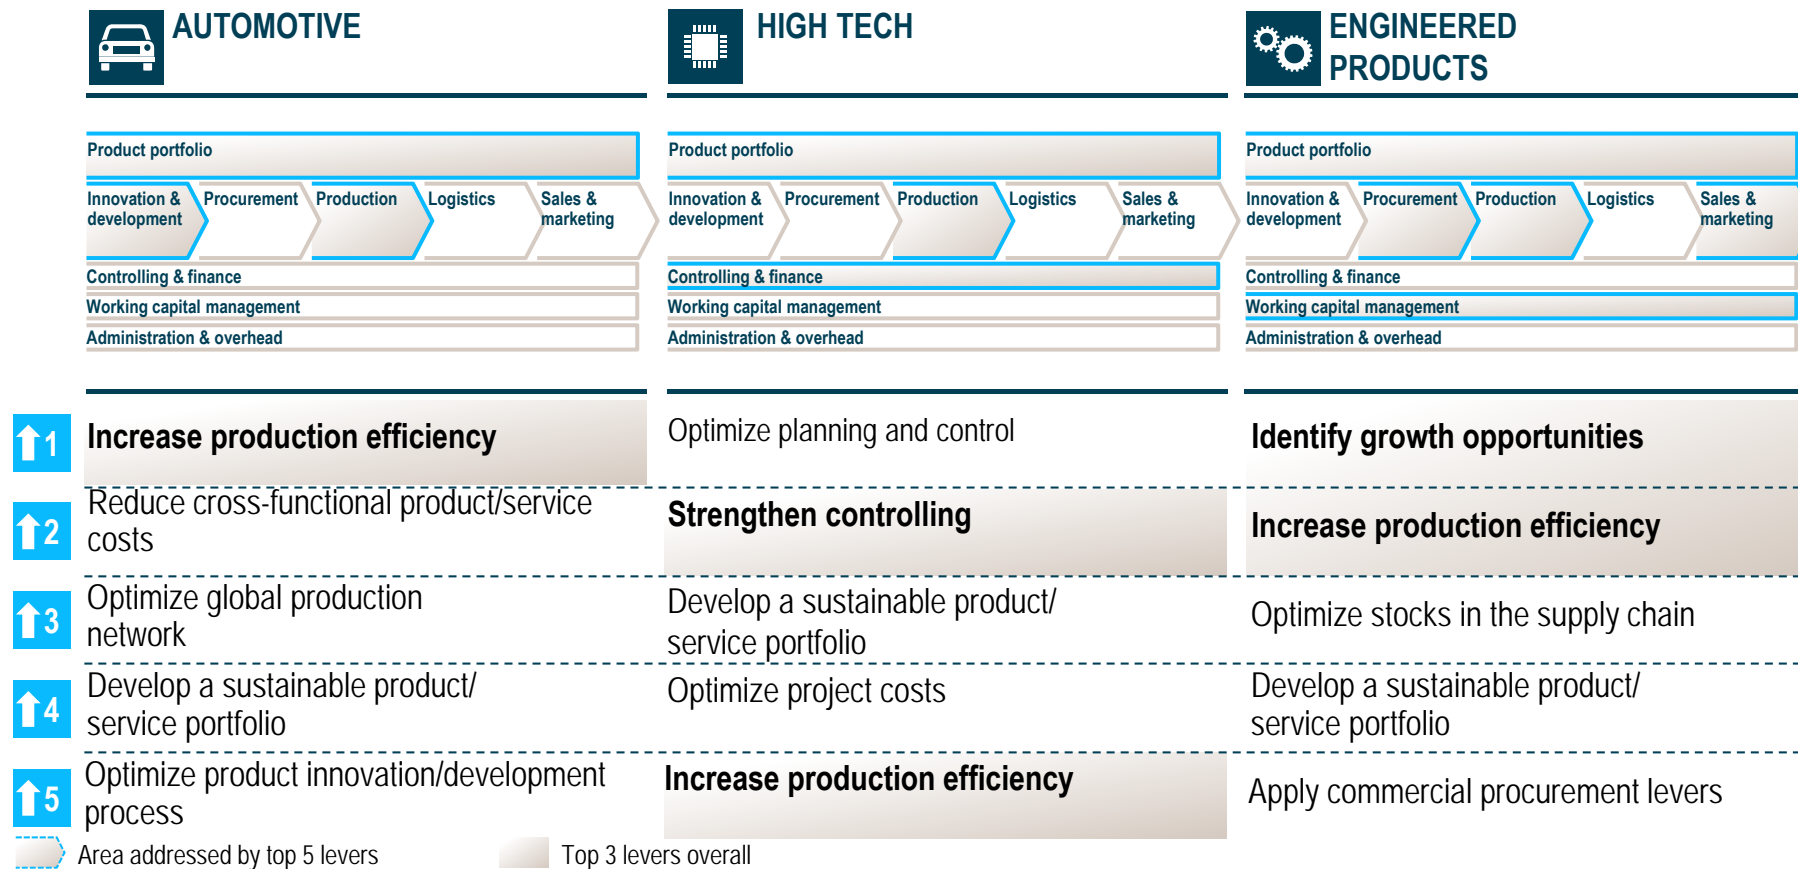 AUTOMOTIVE
HIGH TECH
ENGINEERED
PRODUCTS
Product portfolio
Innovation &
development
Procurement
Production
Logistics
Sales &
marketing
Controlling & finance
Working capital management
Administration & overhead
Product portfolio
Innovation &
development
Procurement
Production
Logistics
Sales &
marketing
Controlling & finance
Working capital management
Administration & overhead
Product portfolio
Innovation &
development
Procurement
Production
Logistics
Sales &
marketing
Controlling & finance
Working capital management
Administration & overhead
1
Increase production efficiency
Optimize planning and control
Identify growth opportunities
2
Reduce cross-functional product/service
costs
Strengthen controlling
Increase production efficiency
3
Optimize global production
network
Develop a sustainable product/
service portfolio
Optimize stocks in the supply chain
4
Develop a sustainable product/
service portfolio
Optimize project costs
Develop a sustainable product/
service portfolio
5
Optimize product innovation/development
process
Increase production efficiency
Apply commercial procurement levers
Area addressed by top 5 levers
Top 3 levers overall